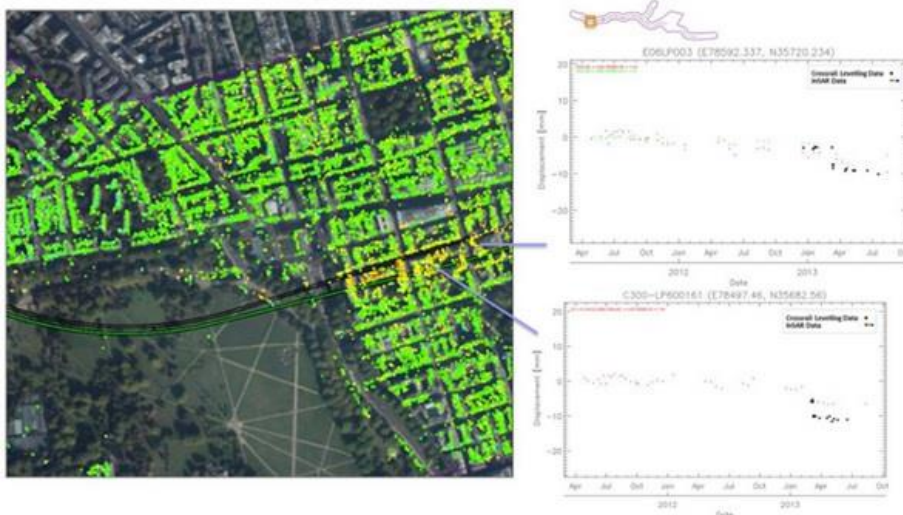 E06LP003 (E78592.337, N35720.234)
20
10
0
-10
-20
Displacement [mm]
Crossrail Levelling Data
InSAR Data
Apr Jul Oct Jan Apr Jul Oct Jan Apr Jul
2012 2013
Date
C300-LP600161 (E78497.46, N35682.56)
20
10
0
-10
-20
Displacement [mm]
Crossrail Levelling Data
InSAR Data
Apr Jul Oct Jan Apr Jul Oct Jan Apr Jul Oct
2012 2013
Date